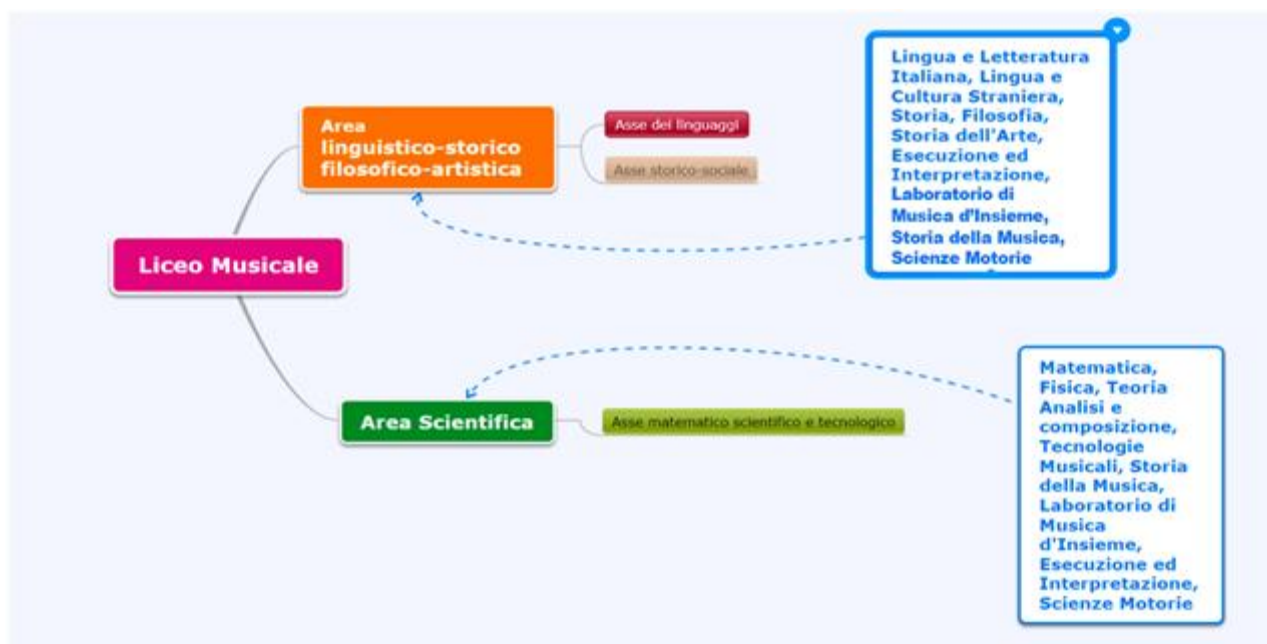 Liceo Musicale
Area
linguistico-storico
filosofico-artistica
Asse dei linguaggi
Asse storico-sociale
Lingua e Letteratura
Italiana, Lingua e
Cultura Straniera,
Storia, Filosofia,
Storia dell'Arte,
Esecuzione ed
Interpretazione,
Laboratorio di
Musica d'Insieme,
Storia della Musica,
Scienze Motorie
Area Scientifica
Asse matematico scientifico e tecnologico
Matematica,
Fisica, Teoria
Analisi e
composizione,
Tecnologie
Musicali, Storia
della Musica,
Laboratorio di
Musica
d'Insieme,
Esecuzione ed
Interpretazione,
Scienze Motorie